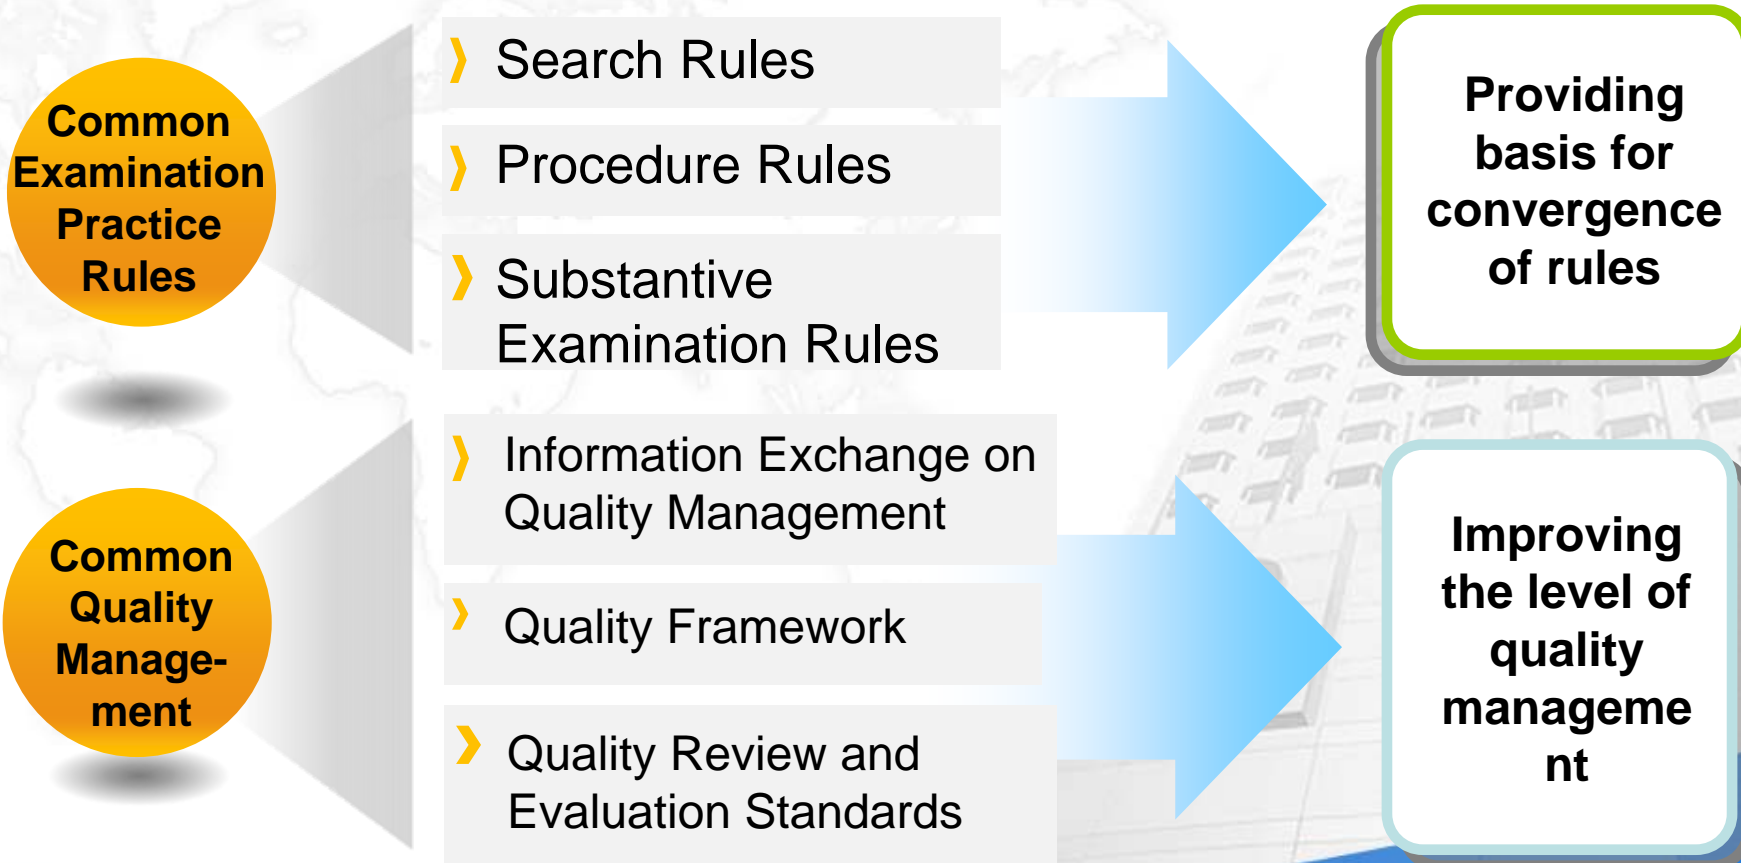 Common
Examination
Practice
Rules
Search Rules
Procedure Rules
Substantive
Examination Rules
Providing
basis for
convergence
of rules
Common
Quality
Manage-
ment
Information Exchange on
Quality Management
Quality Framework
Quality Review and
Evaluation Standards
Improving
the level of
quality
manageme
nt